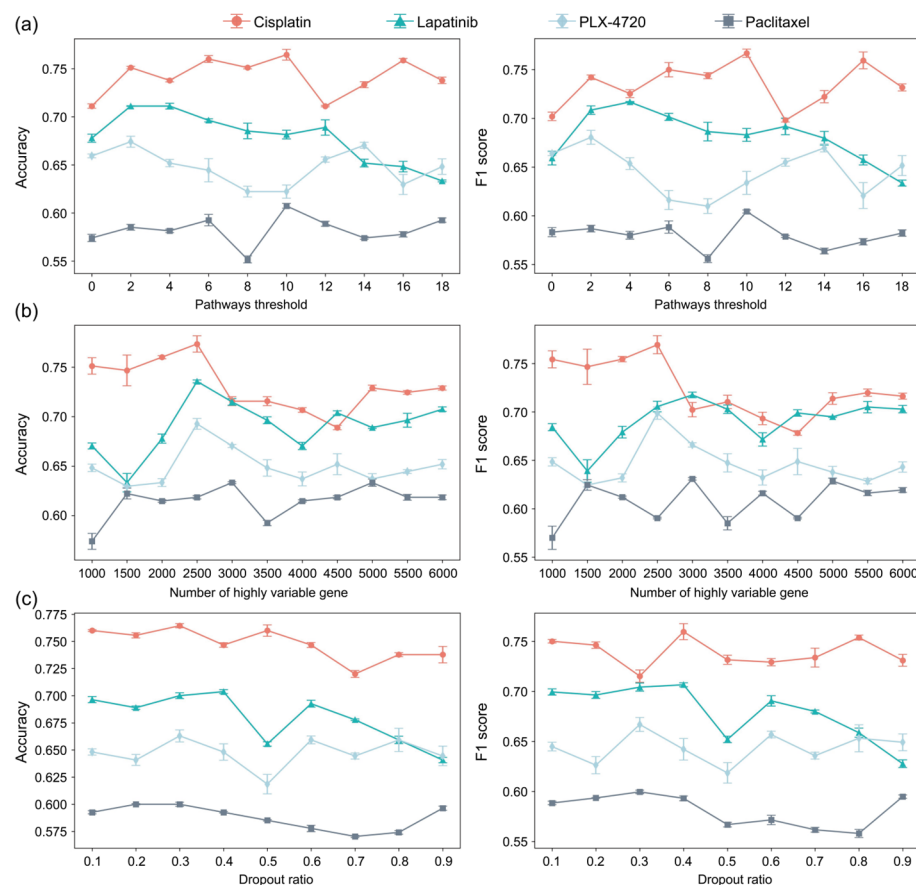 Cisplatin Lapatinib PLX-4720 Paclitaxel
(a)
Accuracy
0.75
0.70
0.65
0.60
0.55
0 2 4 6 8 10 12 14 16 18
Pathways threshold
F1 score
0.75
0.70
0.65
0.60
0.55
0 2 4 6 8 10 12 14 16 18
Pathways threshold
(b)
Accuracy
0.75
0.70
0.65
0.60
1000 1500 2000 2500 3000 3500 4000 4500 5000 5500 6000
Number of highly variable gene
F1 score
0.75
0.70
0.65
0.60
0.55
1000 1500 2000 2500 3000 3500 4000 4500 5000 5500 6000
Number of highly variable gene
(c)
Accuracy
0.775
0.750
0.725
0.700
0.675
0.650
0.625
0.600
0.575
0.1 0.2 0.3 0.4 0.5 0.6 0.7 0.8 0.9
Dropout ratio
F1 score
0.75
0.70
0.65
0.60
0.55
0.1 0.2 0.3 0.4 0.5 0.6 0.7 0.8 0.9
Dropout ratio